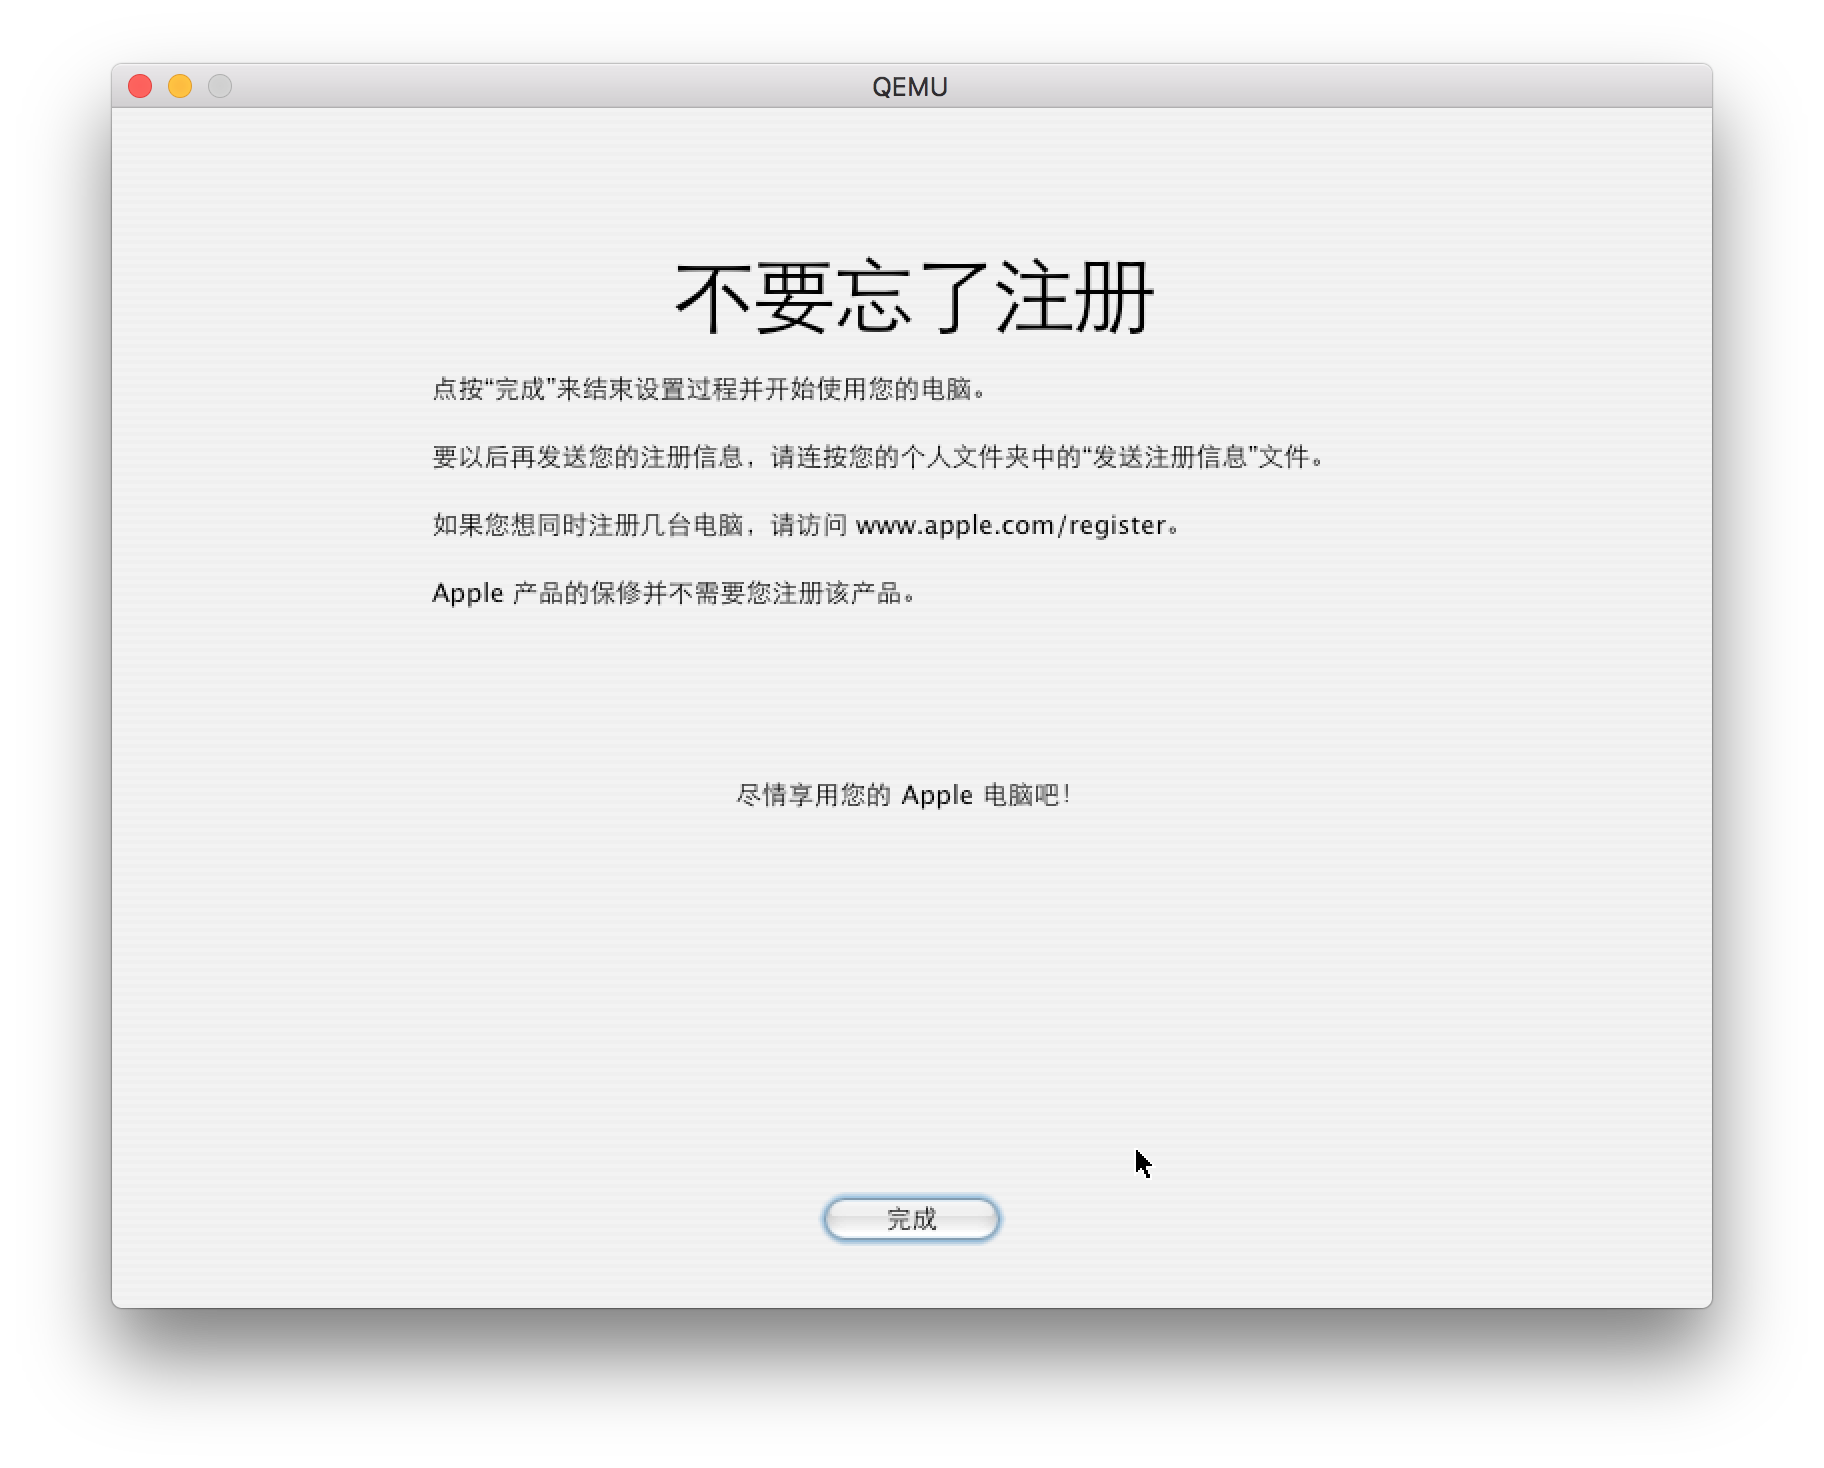 QEMU
不要忘了注册
点按“完成”来结束设置过程并开始使用您的电脑。
要以后再发送您的注册信息，请连按您的个人文件夹中的“发送注册信息”文件。
如果您想同时注册几台电脑，请访问 www.apple.com/register。
Apple 产品的保修并不需要您注册该产品。
尽情享用您的 Apple 电脑吧！
完成